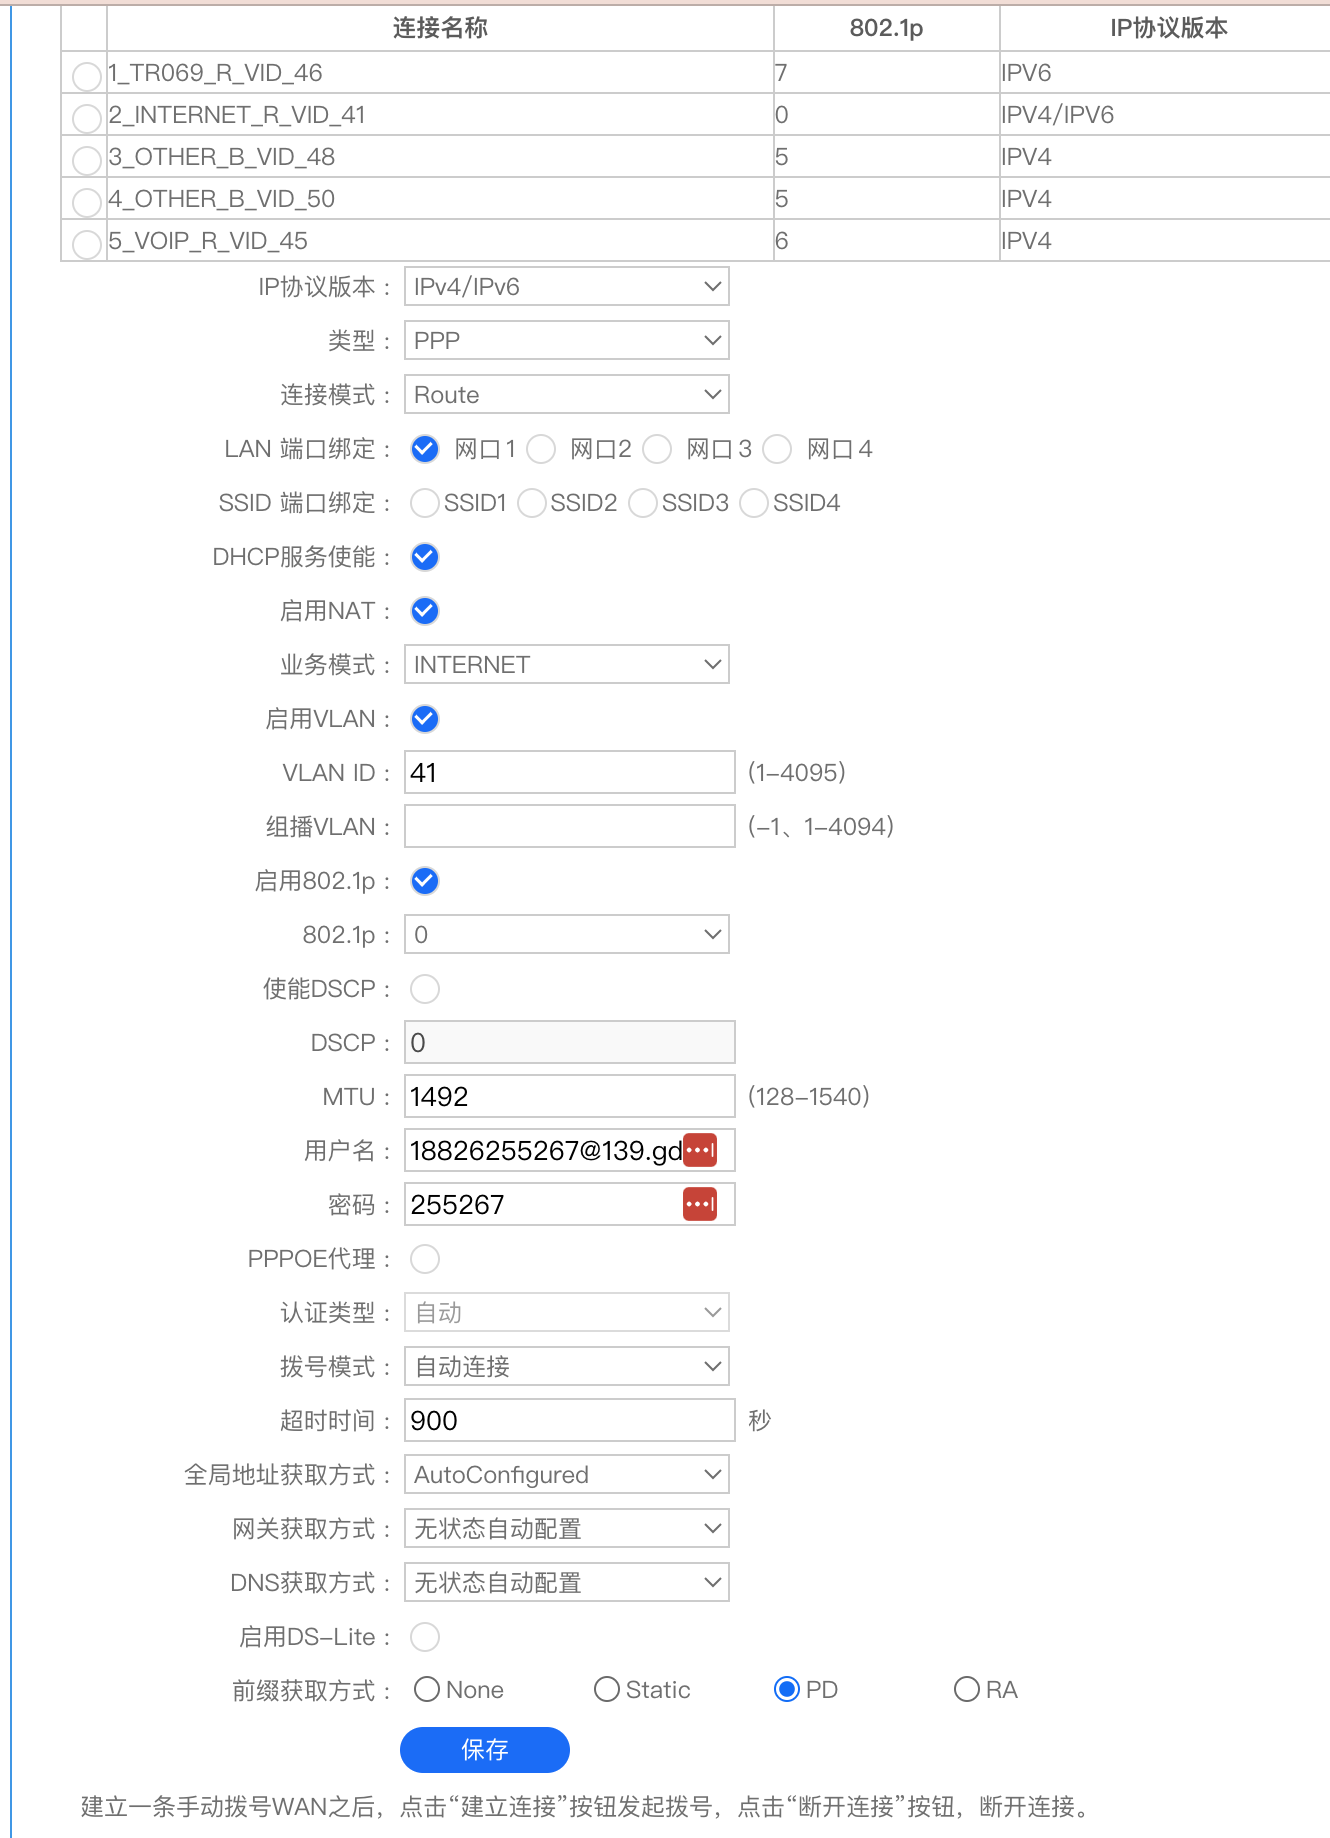 连接名称 802.1p IP协议版本
1_TR069_R_VID_46 7 IPV6
2_INTERNET_R_VID_41 0 IPV4/IPV6
3_OTHER_B_VID_48 5 IPV4
4_OTHER_B_VID_50 5 IPV4
5_VOIP_R_VID_45 6 IPV4
IP协议版本： IPv4/IPv6
类型： PPP
连接模式： Route
LAN 端口绑定： 网口1 网口2 网口3 网口4
SSID 端口绑定： SSID1 SSID2 SSID3 SSID4
DHCP服务使能：
启用NAT：
业务模式： INTERNET
启用VLAN：
VLAN ID： 41 (1-4095)
组播VLAN： (-1、1-4094)
启用802.1p：
802.1p： 0
使能DSCP：
DSCP： 0
MTU： 1492 (128-1540)
用户名： 18826255267@139.gd
密码： 255267
PPPOE代理：
认证类型： 自动
拨号模式： 自动连接
超时时间： 900 秒
全局地址获取方式： AutoConfigured
网关获取方式： 无状态自动配置
DNS获取方式： 无状态自动配置
启用DS-Lite：
前缀获取方式： None Static PD RA
保存
建立一条手动拨号WAN之后，点击“建立连接”按钮发起拨号，点击“断开连接”按钮，断开连接。